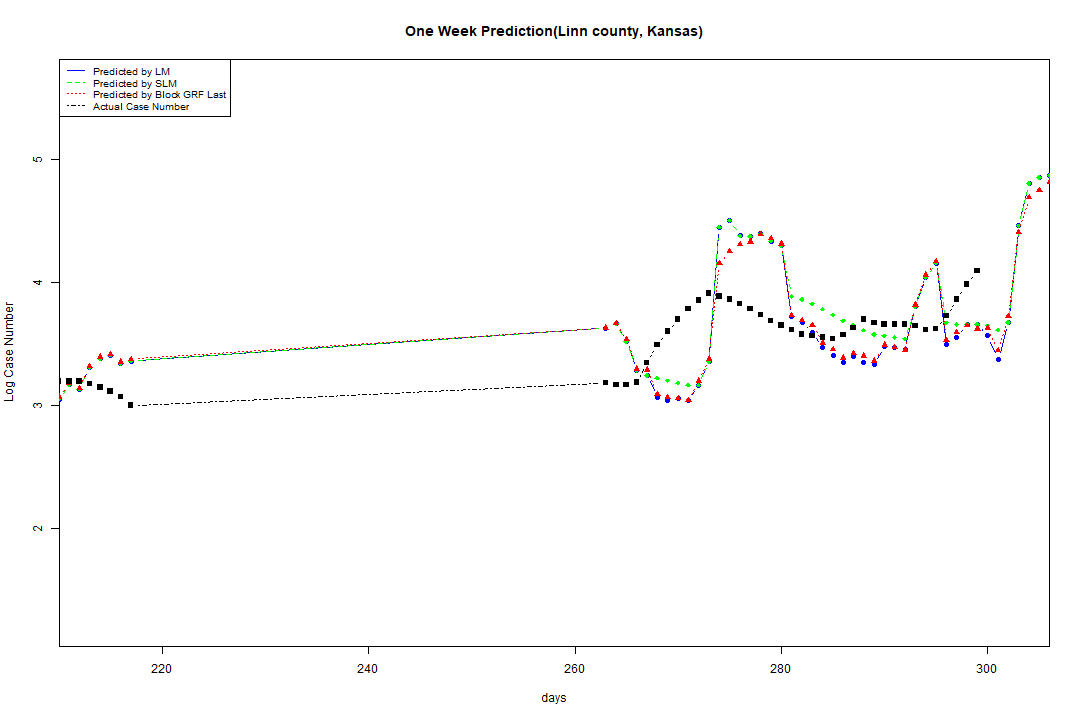 One Week Prediction(Linn county, Kansas)
Predicted by LM
Predicted by SLM
Predicted by Block GRF Last
Actual Case Number
5
4
3
2
Log Case Number
220 240 260 280 300
days